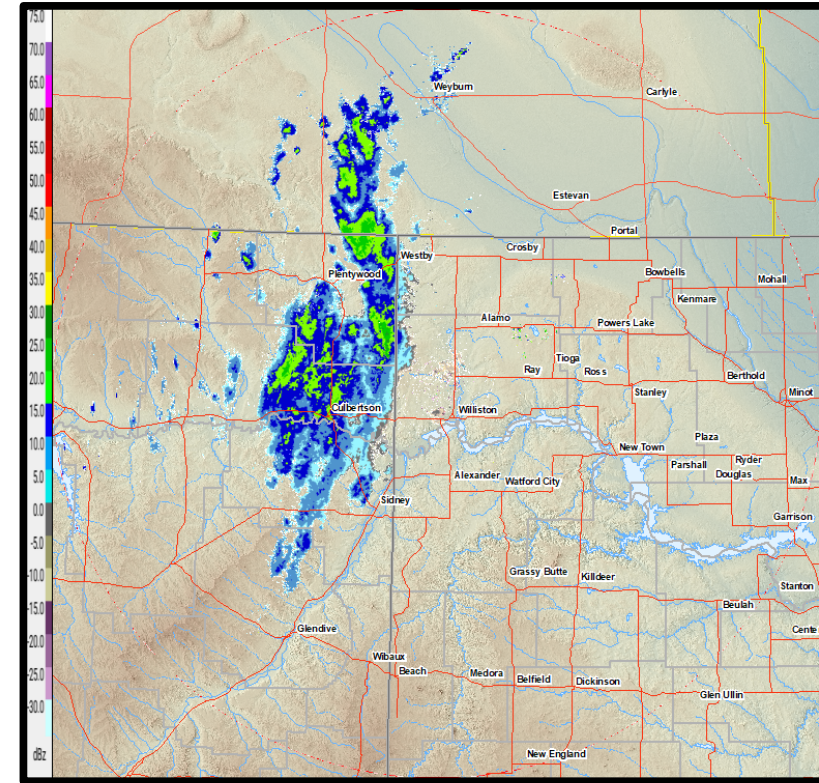 75.0
70.0
65.0
60.0
55.0
50.0
45.0
40.0
35.0
30.0
25.0
20.0
15.0
10.0
5.0
0.0
-5.0
-10.0
-15.0
-20.0
-25.0
-30.0
dBz
Weyburn
Carlyle
Estevan
Portal
Crosby
Westby
Bowbells
Plentywood
Mohall
Kenmare
Alamo
Powers Lake
Tioga
Ray
Ross
Berthold
Stanley
Minot
Culbertson
Williston
Plaza
New Town
Ryder
Parshall
Douglas
Alexander
Watford City
Max
Sidney
Garrison
Grassy Butte
Killdeer
Stanton
Beulah
Glendive
Cente
Wibaux
Beach
Medora
Belfield
Dickinson
Glen Ullin
New England